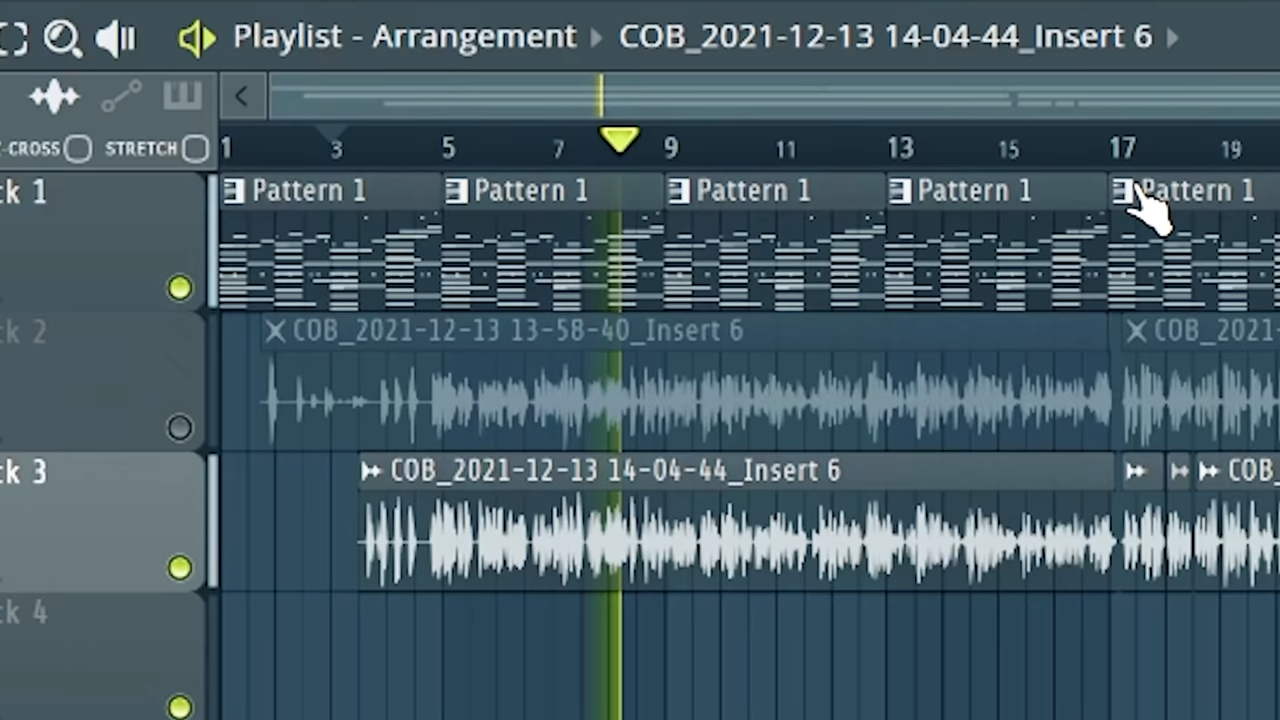 Playlist - Arrangement COB_2021-12-13 14-04-44_Insert 6
-CROSS STRETCH 1 3 5 7 9 11 13 15 17 19
ck 1 Pattern 1 Pattern 1 Pattern 1 Pattern 1 Pattern 1
ck 2 COB_2021-12-13 13-58-40_Insert 6 COB_2021-
ck 3 COB_2021-12-13 14-04-44_Insert 6 COB_
ck 4